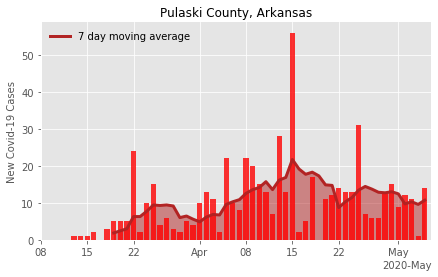 Pulaski County, Arkansas
7 day moving average
New Covid-19 Cases
50
40
30
20
10
0
08 15 22 Apr 08 15 22 May
2020-May